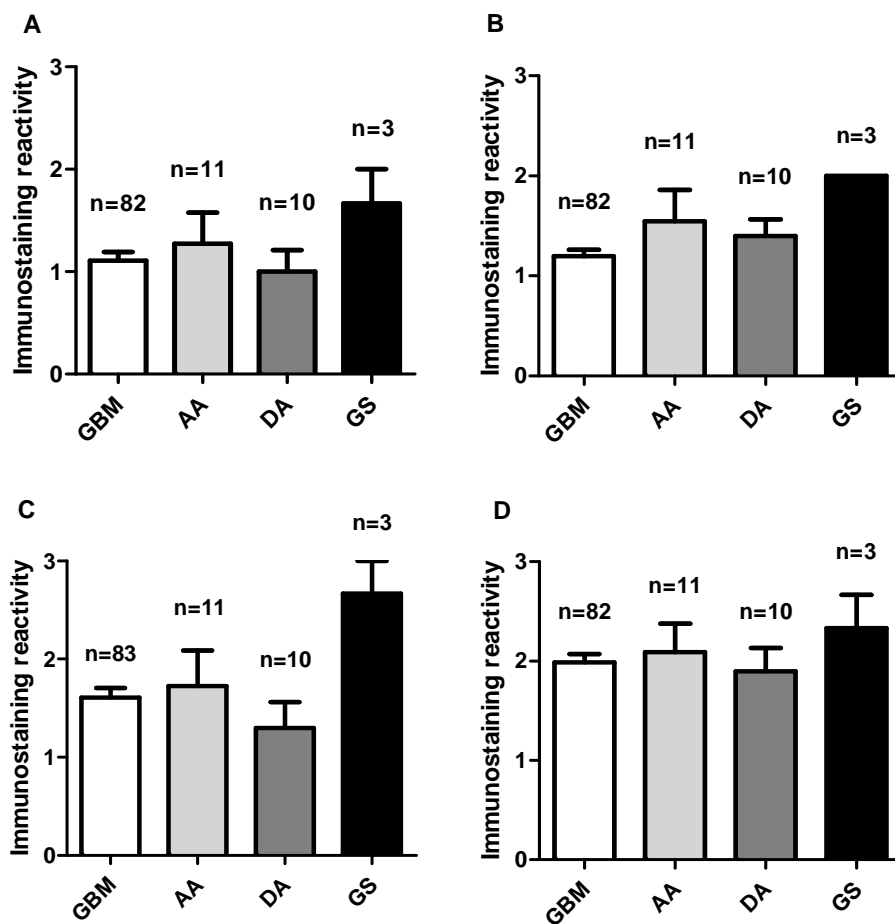 A
Immunostaining reactivity
3
2
1
0
n=82
n=11
n=10
n=3
GBM
AA
DA
GS
B
Immunostaining reactivity
3
2
1
0
n=82
n=11
n=10
n=3
GBM
AA
DA
GS
C
Immunostaining reactivity
3
2
1
0
n=83
n=11
n=10
n=3
GBM
AA
DA
GS
D
Immunostaining reactivity
3
2
1
0
n=82
n=11
n=10
n=3
GBM
AA
DA
GS